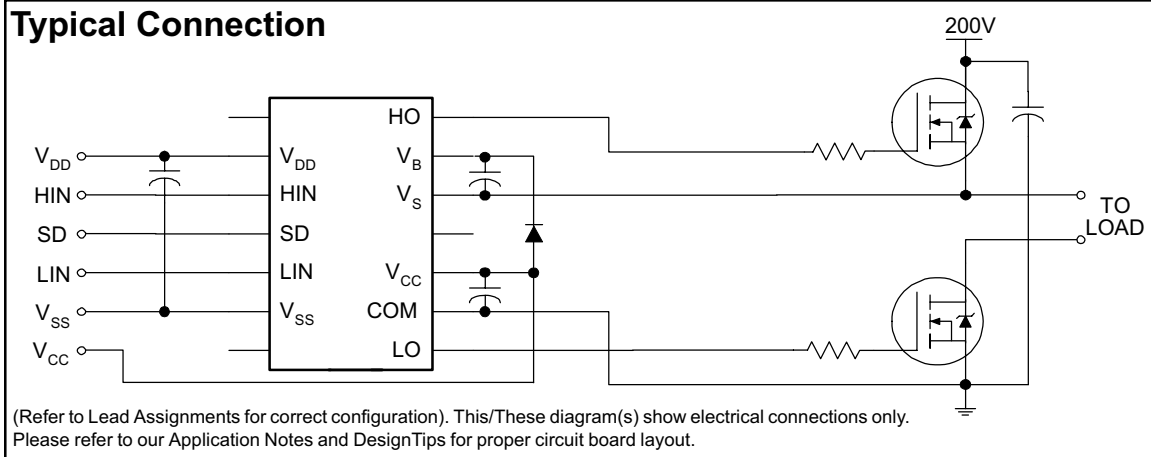 Typical Connection
200V
HO
VDD
VDD
VB
HIN
HIN
VS
TO
LOAD
SD
SD
LIN
LIN
VCC
VSS
VSS
COM
VCC
LO
(Refer to Lead Assignments for correct configuration). This/These diagram(s) show electrical connections only.
Please refer to our Application Notes and DesignTips for proper circuit board layout.